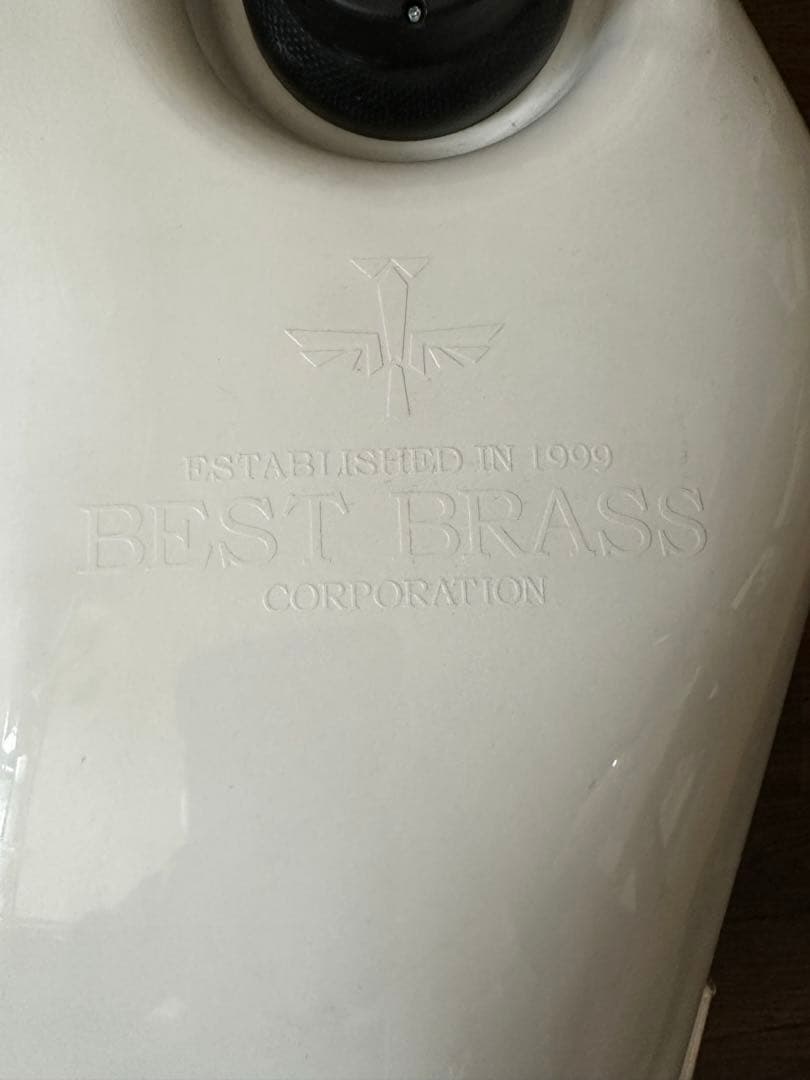 ESTABLISHED IN 1999
BEST BRASS
CORPORATION